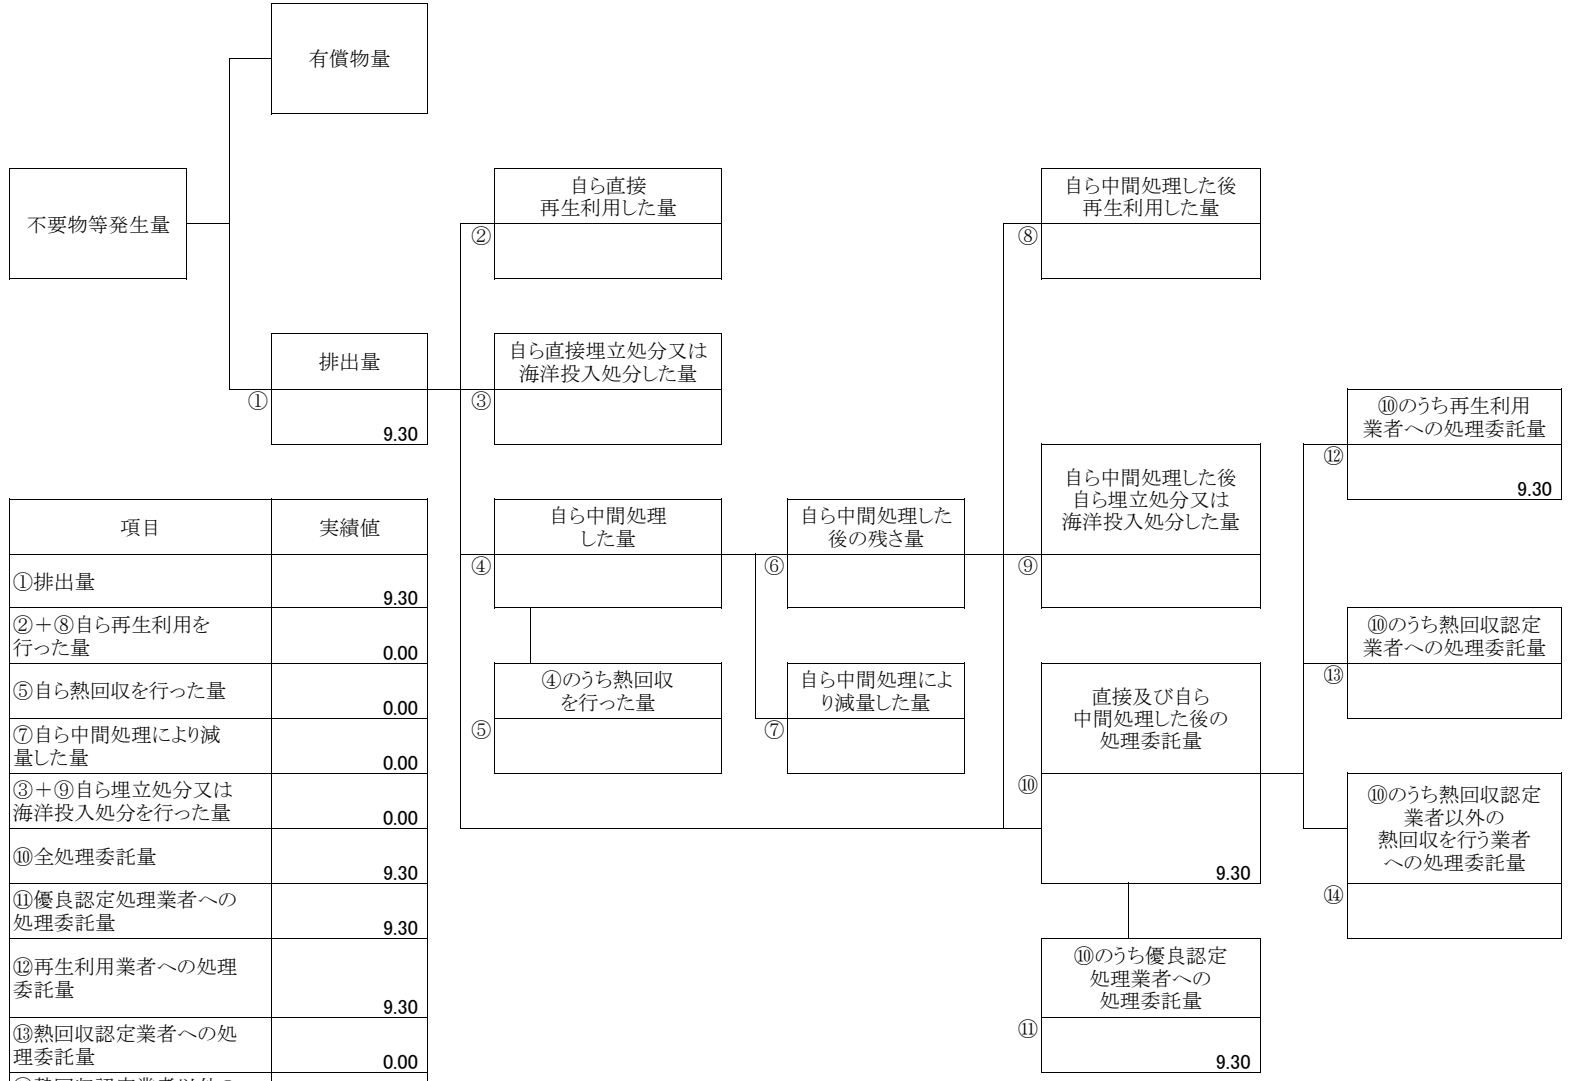 有償物量
不要物等発生量
排出量
①
9.30
自ら直接
再生利用した量
②
自ら直接埋立処分又は
海洋投入処分した量
③
自ら中間処理
した量
④
④のうち熱回収
を行った量
⑤
自ら中間処理した
後の残さ量
⑥
自ら中間処理によ
り減量した量
⑦
自ら中間処理した後
再生利用した量
⑧
自ら中間処理した後
自ら埋立処分又は
海洋投入処分した量
⑨
直接及び自ら
中間処理した後の
処理委託量
⑩
9.30
⑩のうち優良認定
処理業者への
処理委託量
⑪
9.30
⑩のうち再生利用
業者への処理委託量
⑫
9.30
⑩のうち熱回収認定
業者への処理委託量
⑬
⑩のうち熱回収認定
業者以外の
熱回収を行う業者
への処理委託量
⑭
項目 実績値
①排出量
9.30
②＋⑧自ら再生利用を
行った量
0.00
⑤自ら熱回収を行った量
0.00
⑦自ら中間処理により減
量した量
0.00
③＋⑨自ら埋立処分又は
海洋投入処分を行った量
0.00
⑩全処理委託量
9.30
⑪優良認定処理業者への
処理委託量
9.30
⑫再生利用業者への処理
委託量
9.30
⑬熱回収認定業者への処
理委託量
0.00